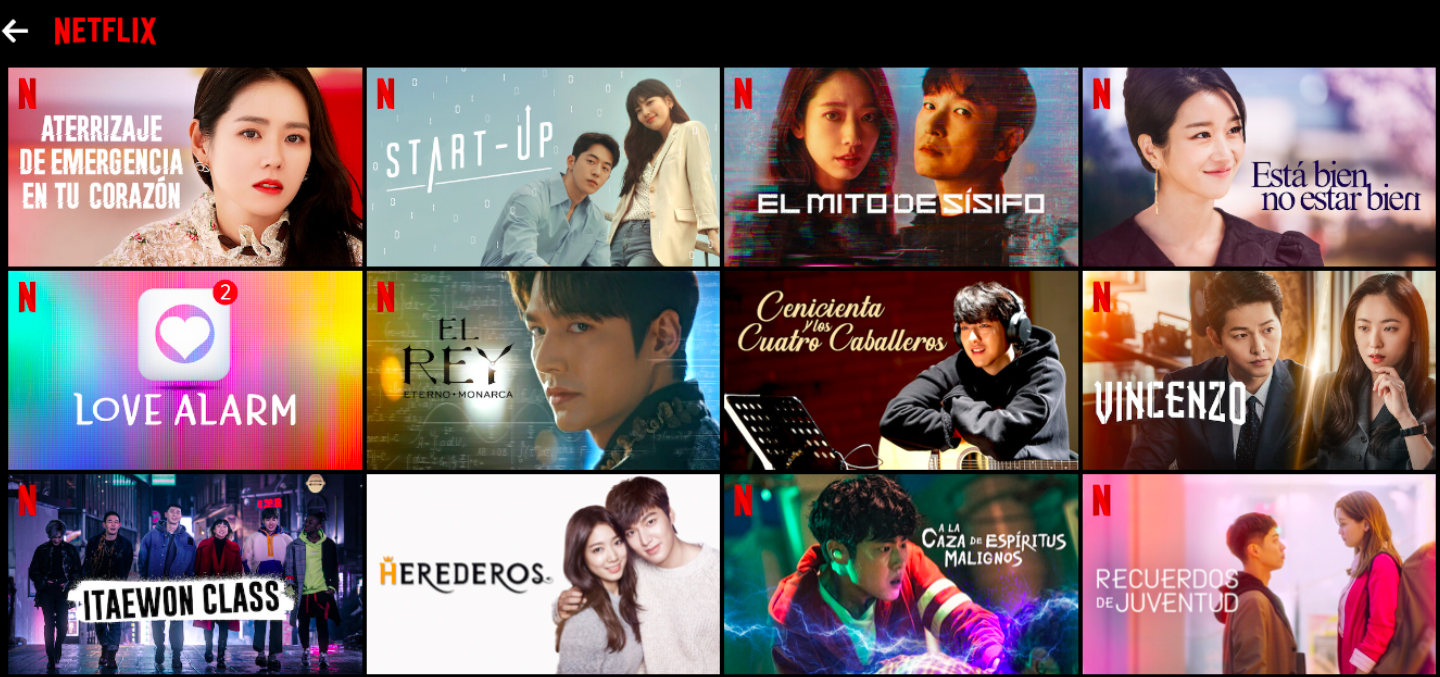 NETFLIX
N
ATERRIZAJE
DE EMERGENCIA
EN TU CORAZÓN
N
START-UP
N
EL MITO DE SÍSIFO
N
Está bien
no estar bien
N
2
LOVE ALARM
N
EL
REY
ETERNO • MONARCA
Cenicienta
y los
Cuatro Caballeros
N
VINCENZO
N
ITAEWON CLASS
HEREDEROS
N
A LA
CAZA DE ESPÍRITUS
MALIGNOS
N
RECUERDOS
DE JUVENTUD